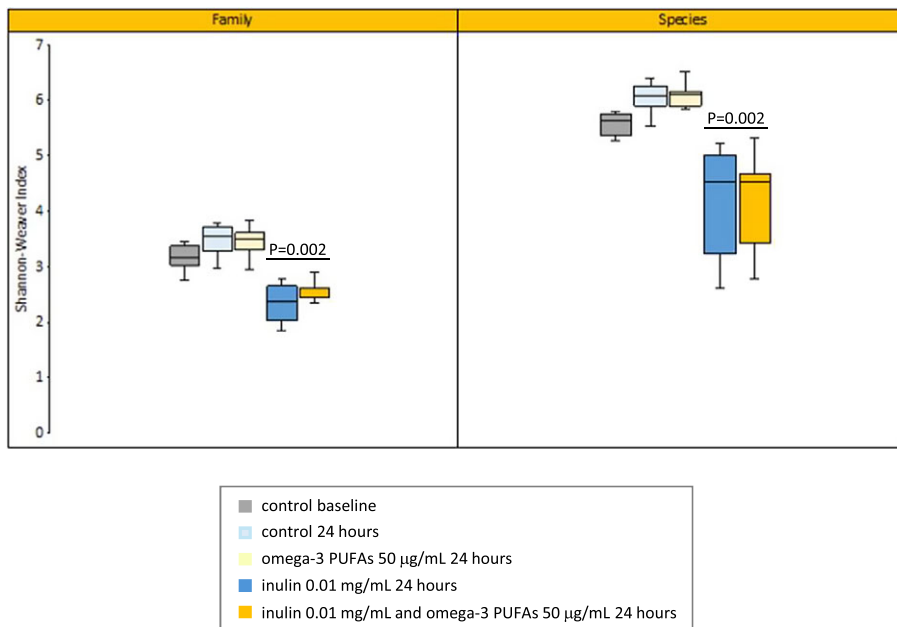 Family
Species
Shannon-Weaver Index
7
6
5
4
3
2
1
0
P=0.002
P=0.002
control baseline
control 24 hours
omega-3 PUFAs 50 μg/mL 24 hours
inulin 0.01 mg/mL 24 hours
inulin 0.01 mg/mL and omega-3 PUFAs 50 μg/mL 24 hours